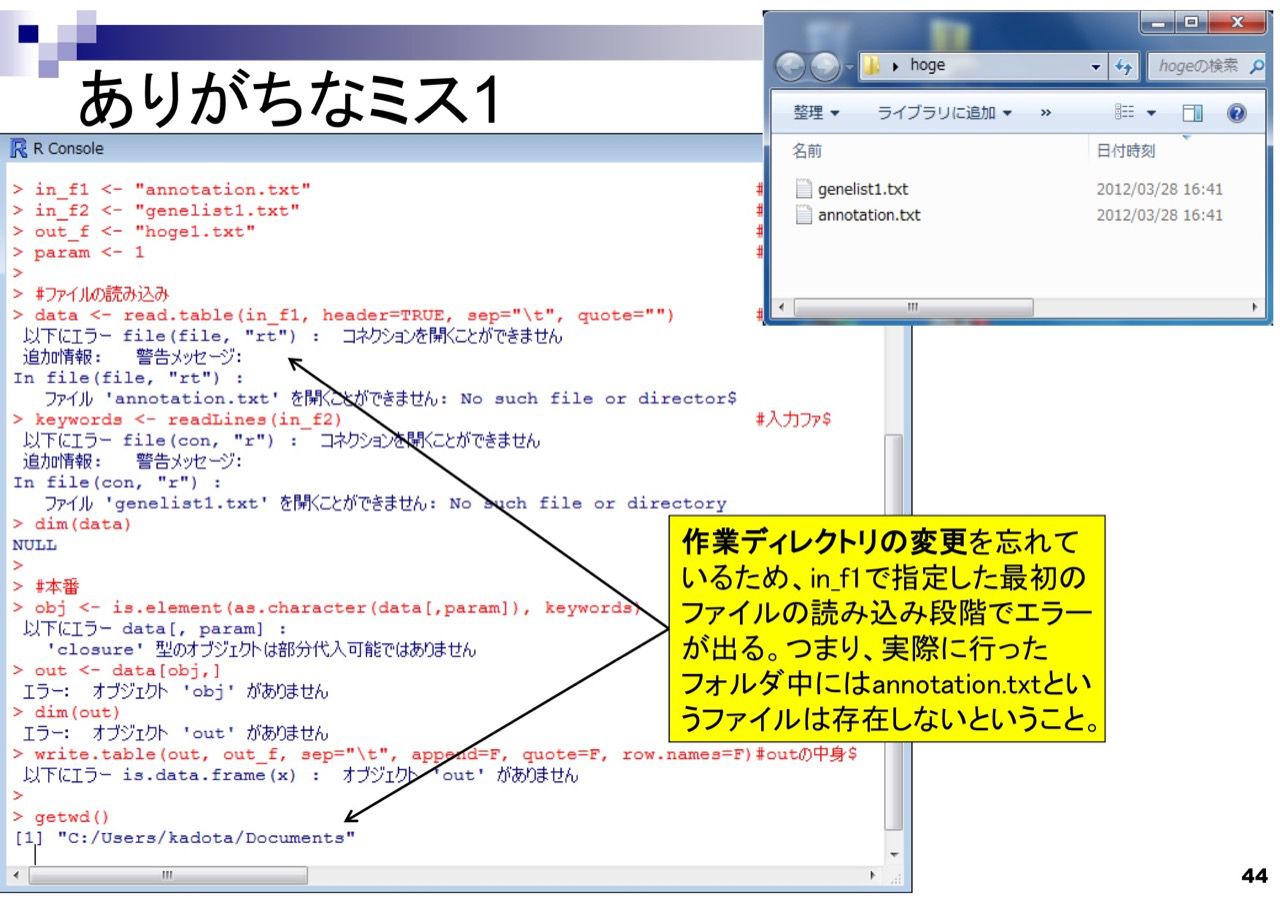 ありがちなミス1
hoge
hogeの検索
整理
ライブラリに追加
»
名前
日付時刻
genelist1.txt
2012/03/28 16:41
annotation.txt
2012/03/28 16:41
R Console
> in_f1 <- "annotation.txt" #
> in_f2 <- "genelist1.txt" #
> out_f <- "hoge1.txt" #
> param <- 1 #
>
> #ファイルの読み込み
> data <- read.table(in_f1, header=TRUE, sep="\t", quote="") #
以下にエラー file(file, "rt") : コネクションを開くことができません
追加情報: 警告メッセージ:
In file(file, "rt") :
ファイル 'annotation.txt' を開くことができません: No such file or director$
> keywords <- readLines(in_f2) #入力ファ$
以下にエラー file(con, "r") : コネクションを開くことができません
追加情報: 警告メッセージ:
In file(con, "r") :
ファイル 'genelist1.txt' を開くことができません: No such file or directory
> dim(data)
NULL
>
> #本番
> obj <- is.element(as.character(data[,param]), keywords)
以下にエラー data[, param] :
'closure' 型のオブジェクトは部分代入可能ではありません
> out <- data[obj,]
エラー: オブジェクト 'obj' がありません
> dim(out)
エラー: オブジェクト 'out' がありません
> write.table(out, out_f, sep="\t", append=F, quote=F, row.names=F)#outの中身$
以下にエラー is.data.frame(x) : オブジェクト 'out' がありません
>
> getwd()
[1] "C:/Users/kadota/Documents"
作業ディレクトリの変更を忘れて
いるため、in_f1で指定した最初の
ファイルの読み込み段階でエラー
が出る。つまり、実際に行った
フォルダ中にはannotation.txtとい
うファイルは存在しないということ。
44